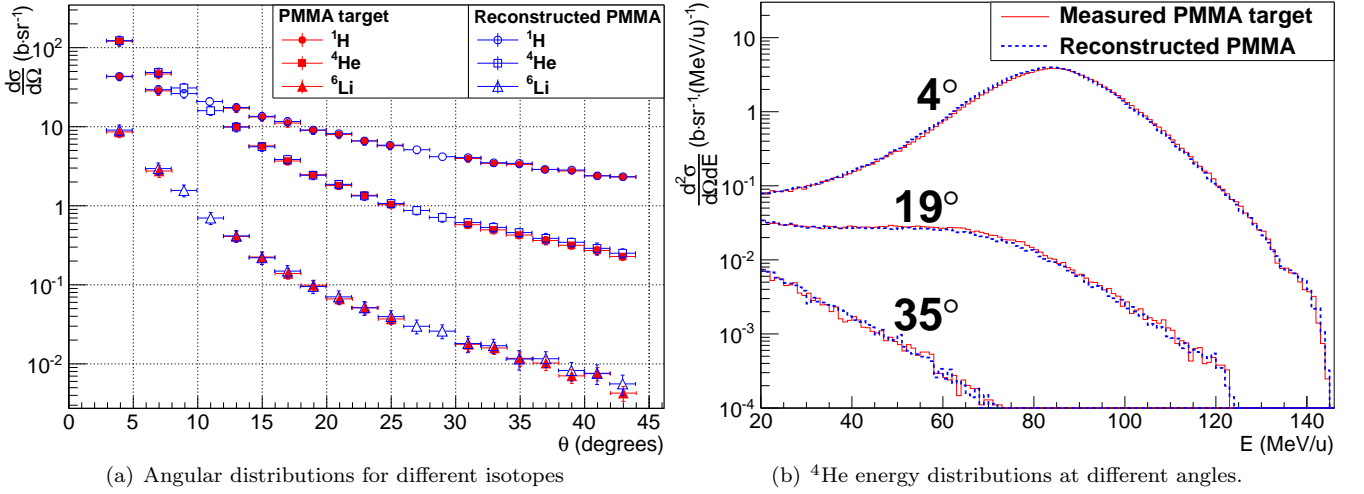 PMMA target
¹H
⁴He
⁶Li
Reconstructed PMMA
¹H
⁴He
⁶Li
dσ/dΩ (b·sr⁻¹)
10²
10
1
10⁻¹
10⁻²
0 5 10 15 20 25 30 35 40 45
θ (degrees)
(a) Angular distributions for different isotopes
Measured PMMA target
Reconstructed PMMA
d²σ/dΩdE (b·sr⁻¹·(MeV/u)⁻¹)
10
1
10⁻¹
10⁻²
10⁻³
10⁻⁴
4°
19°
35°
20 40 60 80 100 120 140
E (MeV/u)
(b) ⁴He energy distributions at different angles.